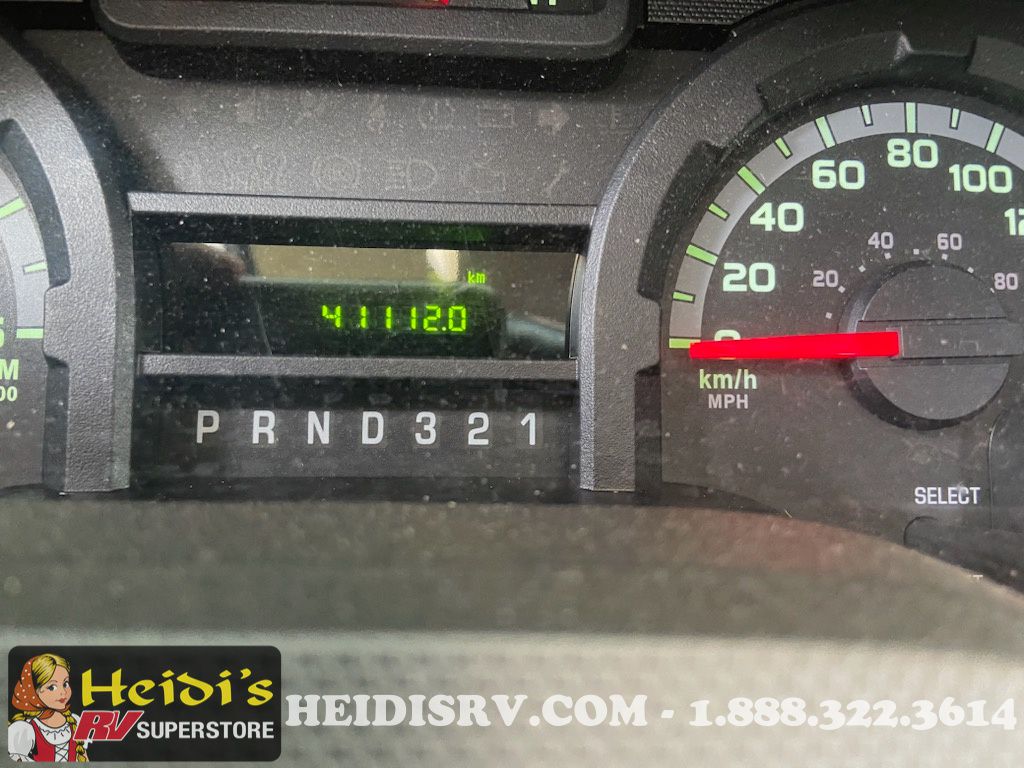 60 80 100
40
20
40 60
20 80
0
km/h
MPH
km
41112.0
M
00
P R N D 3 2 1
SELECT
Heidi's
RV SUPERSTORE
HEIDISRV.COM - 1.888.322.3614